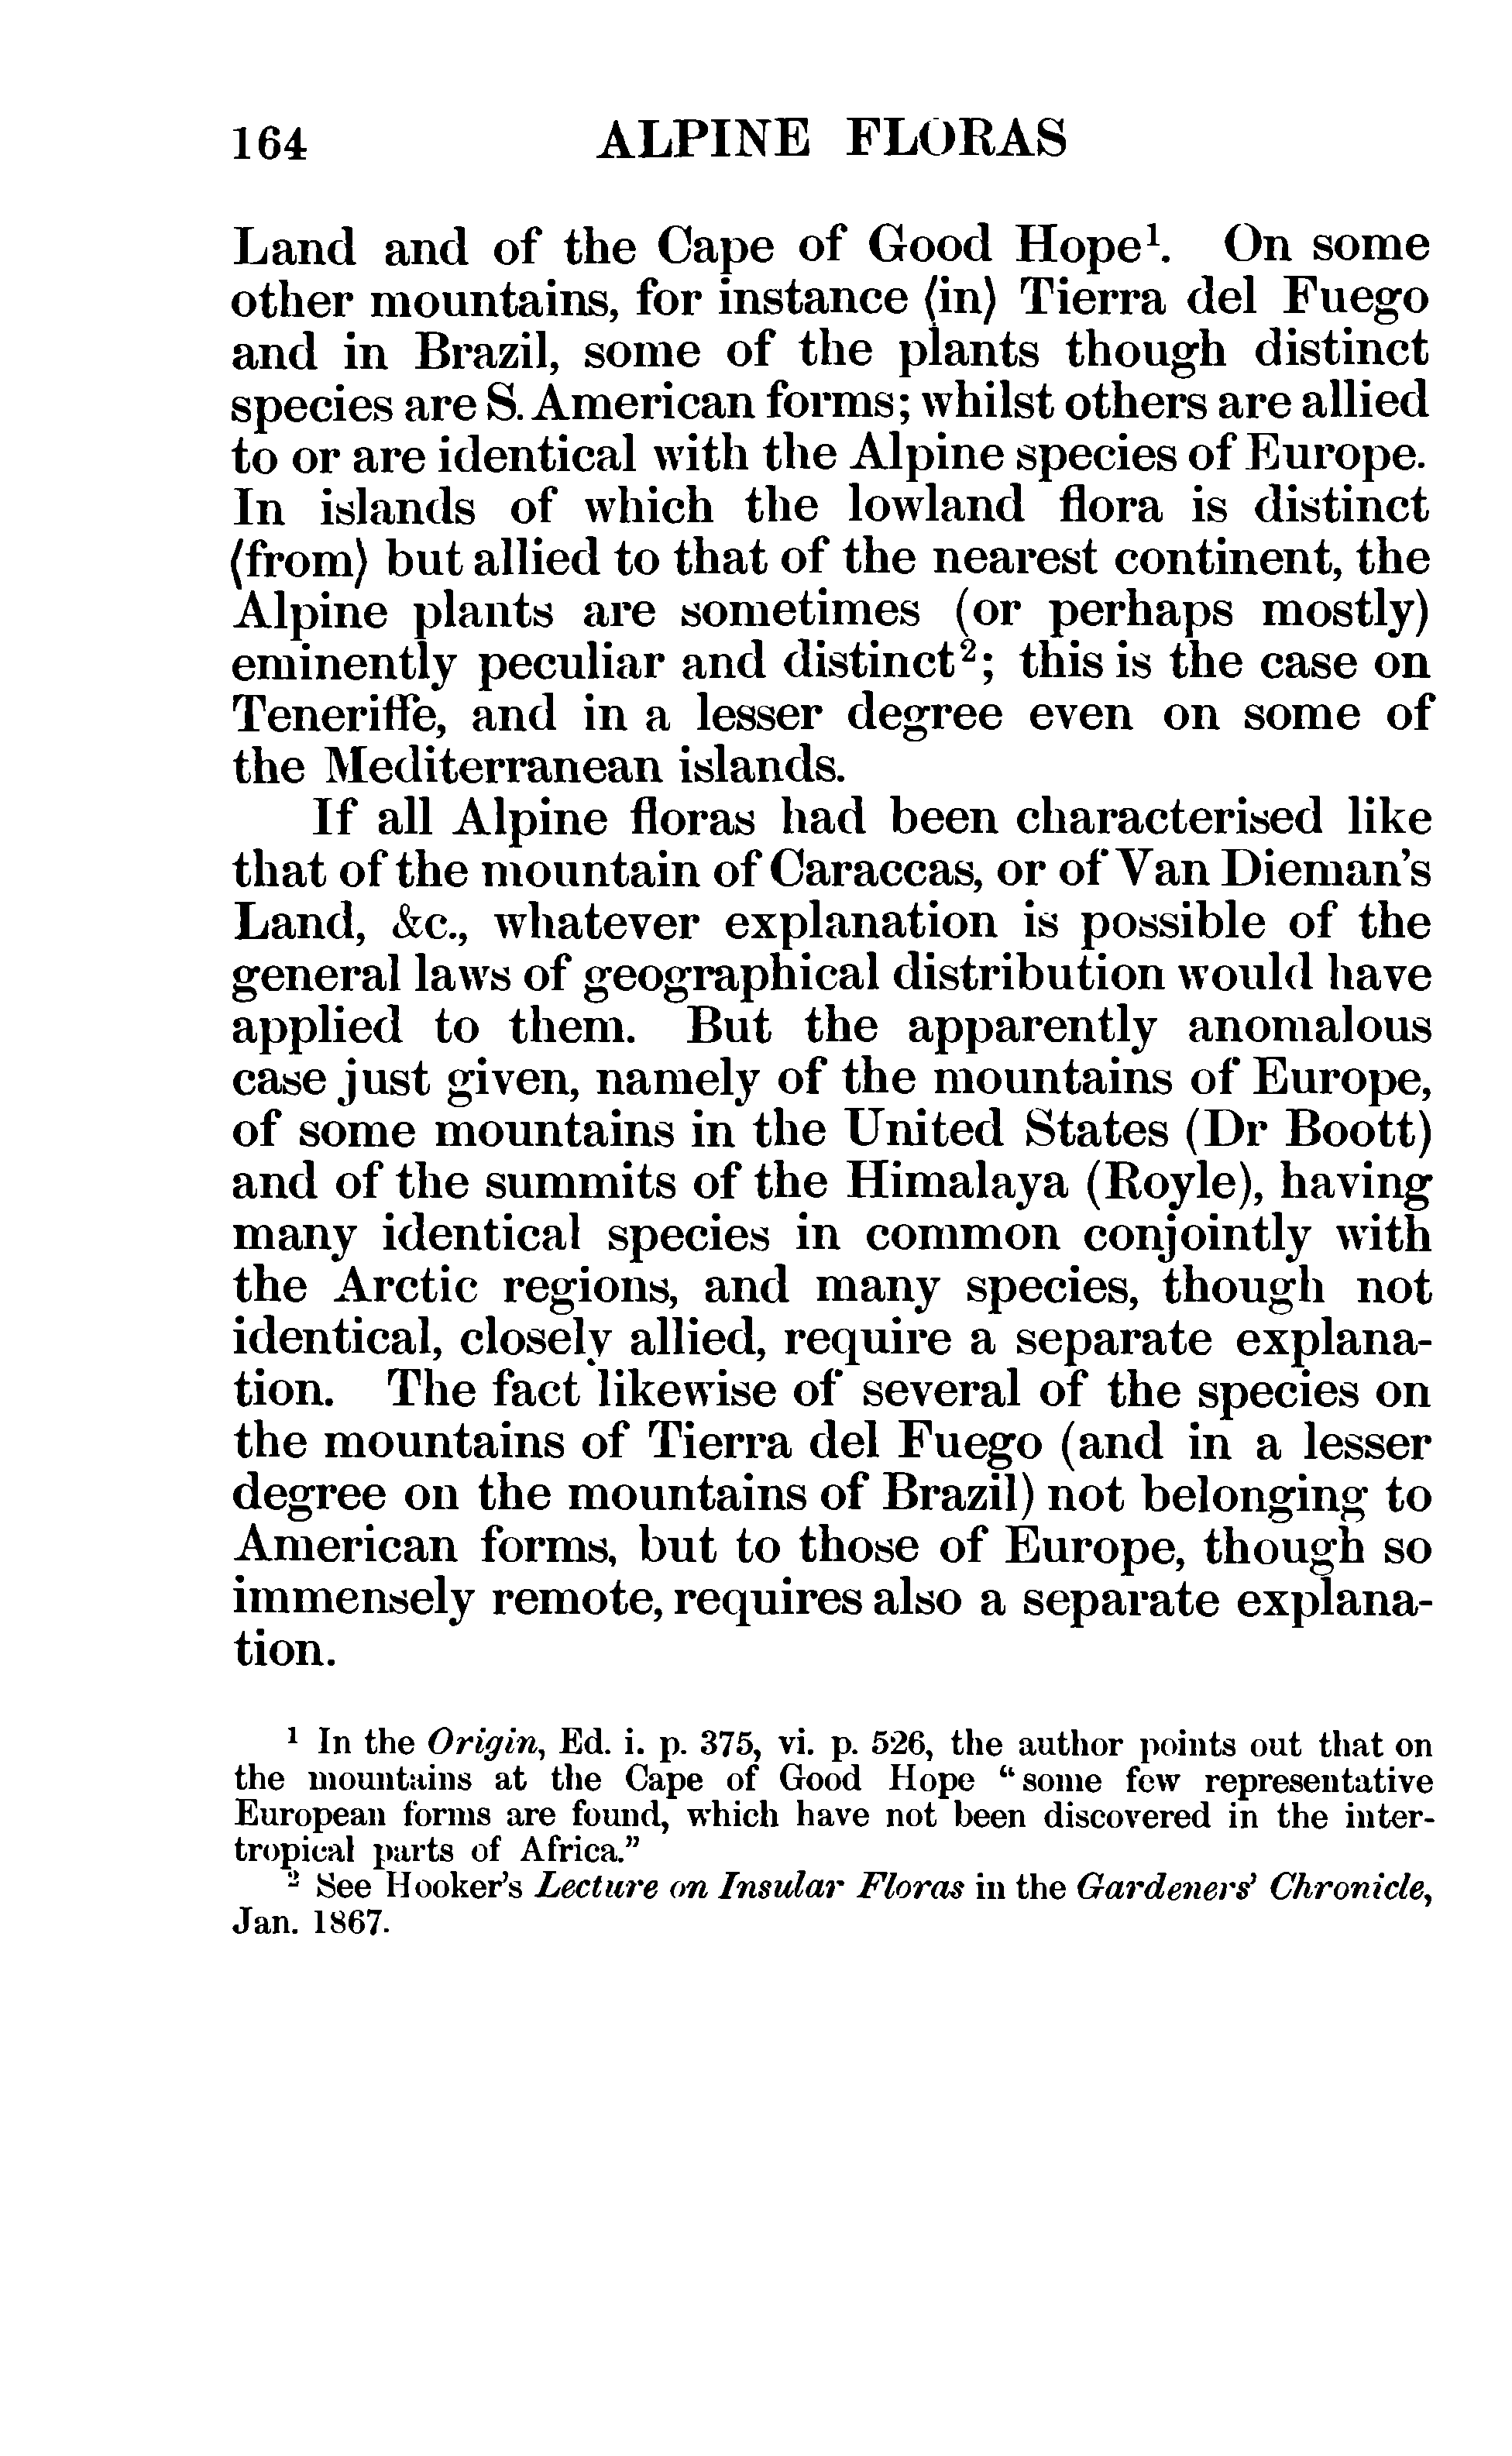 164 ALPINE FLORAS
Land and of the Cape of Good Hope¹. On some
other mountains, for instance ⟨in⟩ Tierra del Fuego
and in Brazil, some of the plants though distinct
species are S. American forms; whilst others are allied
to or are identical with the Alpine species of Europe.
In islands of which the lowland flora is distinct
⟨from⟩ but allied to that of the nearest continent, the
Alpine plants are sometimes (or perhaps mostly)
eminently peculiar and distinct²; this is the case on
Teneriffe, and in a lesser degree even on some of
the Mediterranean islands.
If all Alpine floras had been characterised like
that of the mountain of Caraccas, or of Van Dieman's
Land, &c., whatever explanation is possible of the
general laws of geographical distribution would have
applied to them. But the apparently anomalous
case just given, namely of the mountains of Europe,
of some mountains in the United States (Dr Boott)
and of the summits of the Himalaya (Royle), having
many identical species in common conjointly with
the Arctic regions, and many species, though not
identical, closely allied, require a separate explana-
tion. The fact likewise of several of the species on
the mountains of Tierra del Fuego (and in a lesser
degree on the mountains of Brazil) not belonging to
American forms, but to those of Europe, though so
immensely remote, requires also a separate explana-
tion.
¹ In the Origin, Ed. i. p. 375, vi. p. 526, the author points out that on
the mountains at the Cape of Good Hope "some few representative
European forms are found, which have not been discovered in the inter-
tropical parts of Africa."
² See Hooker's Lecture on Insular Floras in the Gardeners' Chronicle,
Jan. 1867.